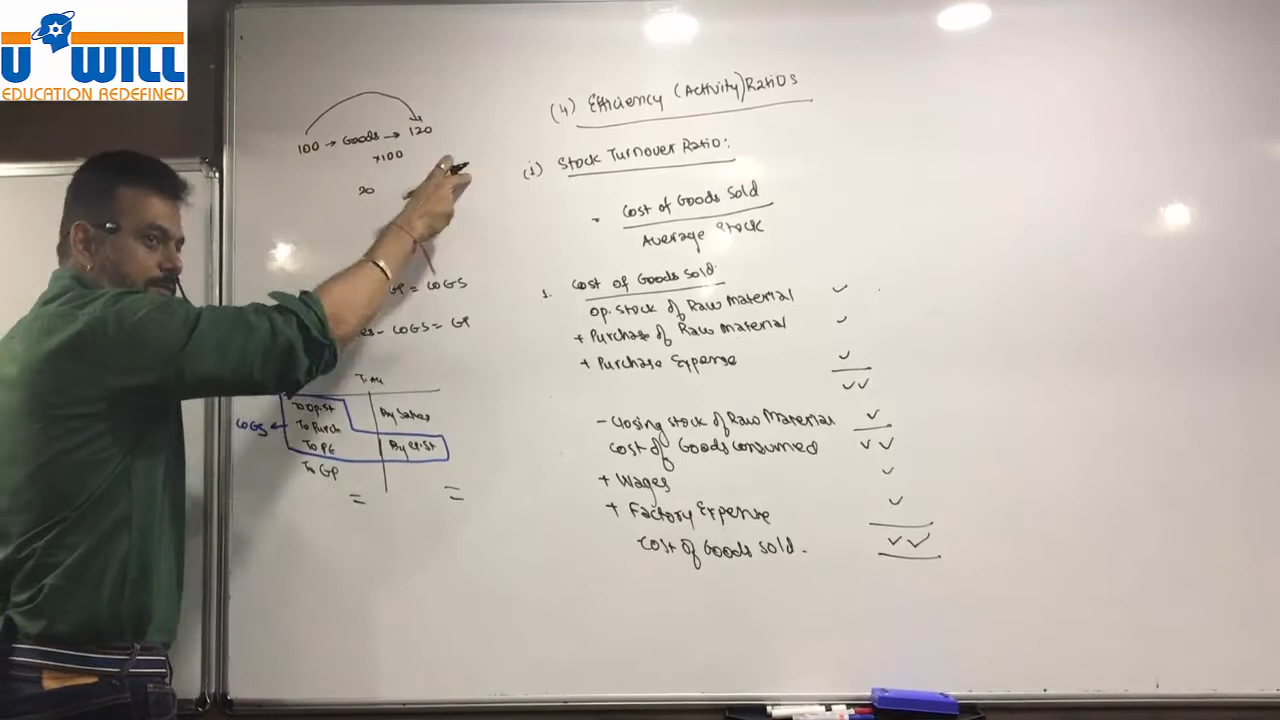 U WILL
EDUCATION REDEFINED
100 → Goods → 120
+100
20
GP = COGS
- COGS = GP
To Op.st
To Purch
To PE
To GP
By Sales
By Cl.St
COGS
(4) Efficiency (Activity) Ratios
(i) Stock Turnover Ratio:
= Cost of Goods Sold
Average Stock
1. Cost of Goods Sold:
Op. Stock of Raw Material
+ Purchase of Raw Material
+ Purchase Expense
- Closing Stock of Raw Material
Cost of Goods Consumed
+ Wages
+ Factory Expense
Cost of Goods Sold.